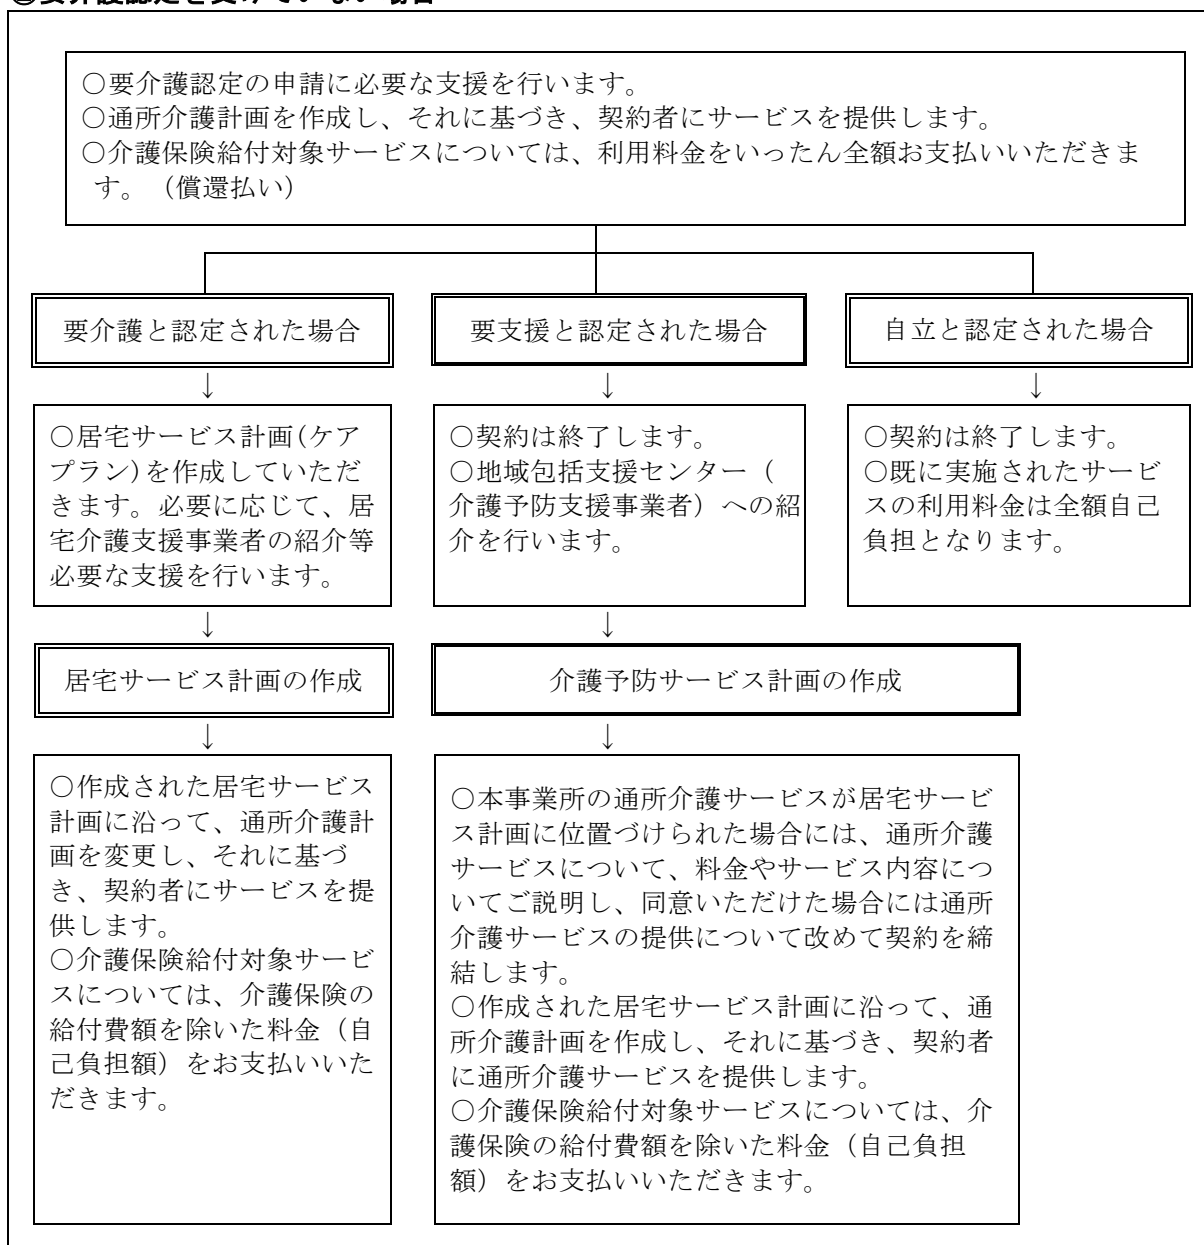 ②要介護認定を受けていない場合
○要介護認定の申請に必要な支援を行います。
○通所介護計画を作成し、それに基づき、契約者にサービスを提供します。
○介護保険給付対象サービスについては、利用料金をいったん全額お支払いいただきま
す。（償還払い）
要介護と認定された場合
↓
○居宅サービス計画(ケア
プラン)を作成していただ
きます。必要に応じて、居
宅介護支援事業者の紹介等
必要な支援を行います。
↓
居宅サービス計画の作成
↓
○作成された居宅サービス
計画に沿って、通所介護計
画を変更し、それに基づ
き、契約者にサービスを提
供します。
○介護保険給付対象サービ
スについては、介護保険の
給付費額を除いた料金（自
己負担額）をお支払いいた
だきます。
要支援と認定された場合
↓
○契約は終了します。
○地域包括支援センター（
介護予防支援事業者）への紹
介を行います。
↓
介護予防サービス計画の作成
↓
○本事業所の通所介護サービスが居宅サービ
ス計画に位置づけられた場合には、通所介護
サービスについて、料金やサービス内容につ
いてご説明し、同意いただけた場合には通所
介護サービスの提供について改めて契約を締
結します。
○作成された居宅サービス計画に沿って、通
所介護計画を作成し、それに基づき、契約者
に通所介護サービスを提供します。
○介護保険給付対象サービスについては、介
護保険の給付費額を除いた料金（自己負担
額）をお支払いいただきます。
自立と認定された場合
↓
○契約は終了します。
○既に実施されたサービ
スの利用料金は全額自己
負担となります。